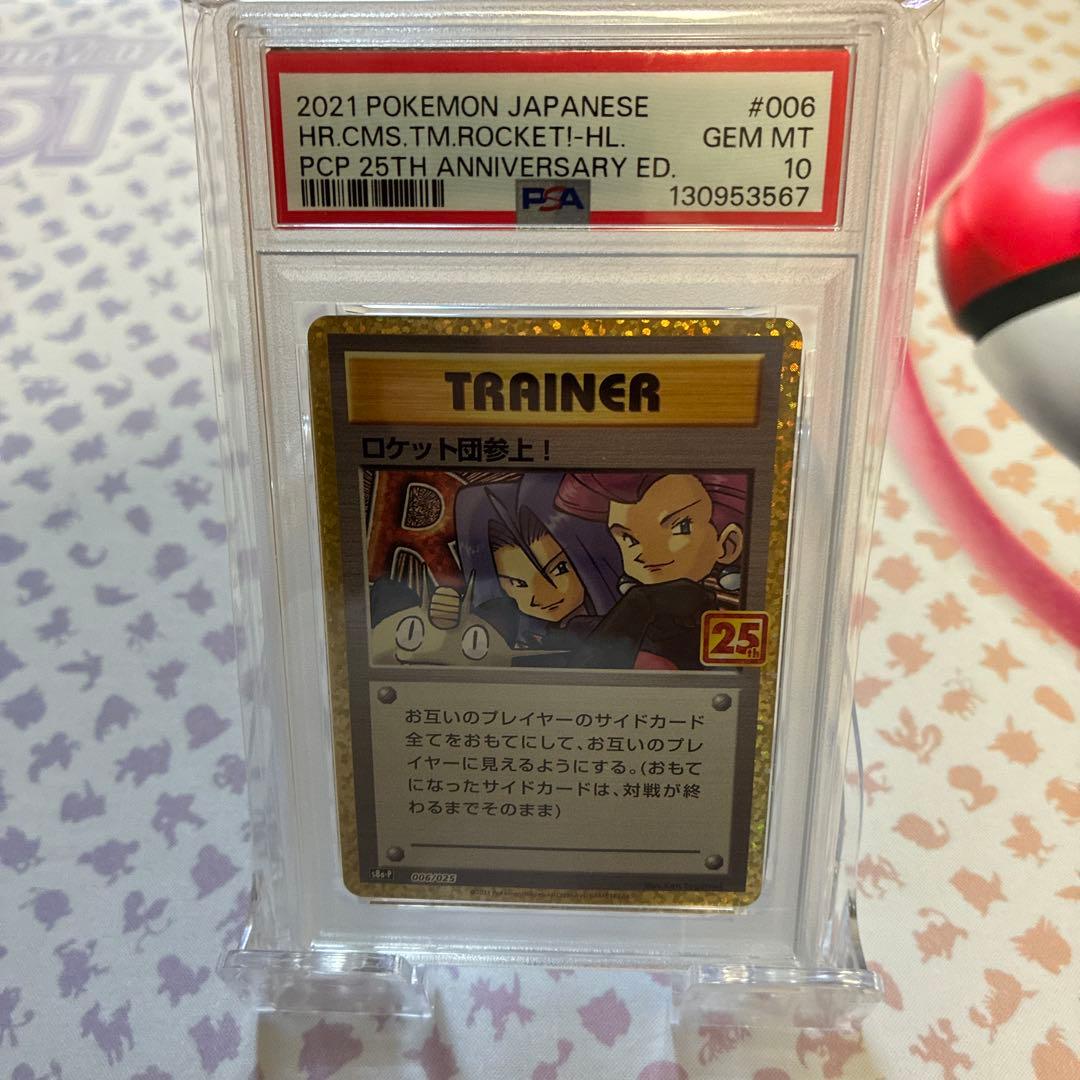 151
2021 POKEMON JAPANESE #006
HR.CMS.TM.ROCKET!-HL. GEM MT
PCP 25TH ANNIVERSARY ED. 10
PSA 130953567
TRAINER
ロケット団参上!
R
25th
お互いのプレイヤーのサイドカード
全てをおもてにして、お互いのプレ
イヤーに見えるようにする。(おもて
になったサイドカードは、対戦が終
わるまでそのまま)
s8a-P 006/025